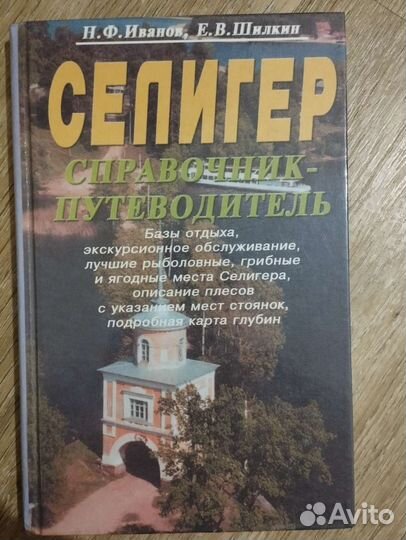 Н.Ф.Иванов, Е.В.Шилкин
СЕЛИГЕР
СПРАВОЧНИК-
ПУТЕВОДИТЕЛЬ
Базы отдыха,
экскурсионное обслуживание,
лучшие рыболовные, грибные
и ягодные места Селигера,
описание плесов
с указанием мест стоянок,
подробная карта глубин
Avito